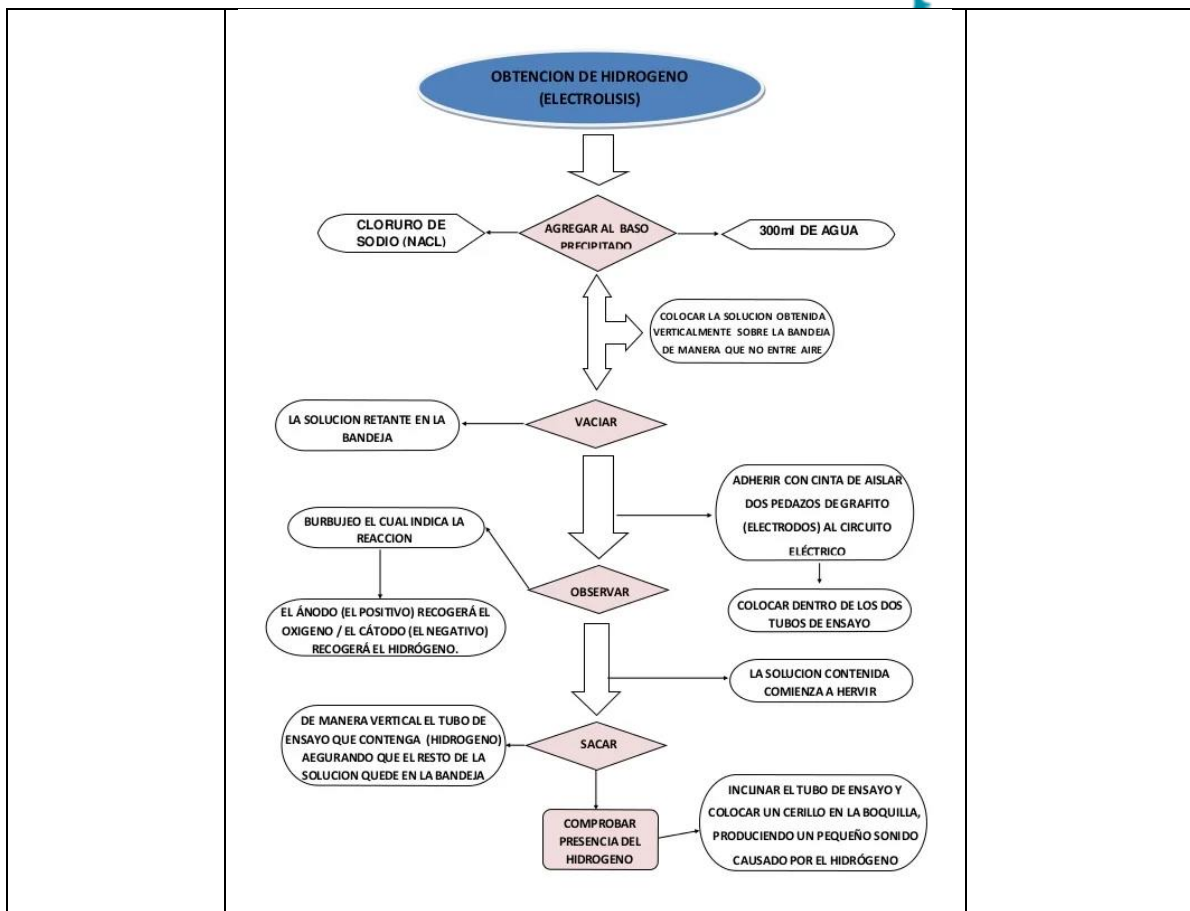 OBTENCION DE HIDROGENO
(ELECTROLISIS)
CLORURO DE
SODIO (NACL)
AGREGAR AL BASO
PRECIPITADO
300ml DE AGUA
COLOCAR LA SOLUCION OBTENIDA
VERTICALMENTE SOBRE LA BANDEJA
DE MANERA QUE NO ENTRE AIRE
LA SOLUCION RETANTE EN LA
BANDEJA
VACIAR
ADHERIR CON CINTA DE AISLAR
DOS PEDAZOS DE GRAFITO
(ELECTRODOS) AL CIRCUITO
ELÉCTRICO
BURBUJEO EL CUAL INDICA LA
REACCION
OBSERVAR
COLOCAR DENTRO DE LOS DOS
TUBOS DE ENSAYO
EL ÁNODO (EL POSITIVO) RECOGERÁ EL
OXIGENO / EL CÁTODO (EL NEGATIVO)
RECOGERÁ EL HIDRÓGENO.
LA SOLUCION CONTENIDA
COMIENZA A HERVIR
DE MANERA VERTICAL EL TUBO DE
ENSAYO QUE CONTENGA (HIDROGENO)
AEGURANDO QUE EL RESTO DE LA
SOLUCION QUEDE EN LA BANDEJA
SACAR
COMPROBAR
PRESENCIA DEL
HIDROGENO
INCLINAR EL TUBO DE ENSAYO Y
COLOCAR UN CERILLO EN LA BOQUILLA,
PRODUCIENDO UN PEQUEÑO SONIDO
CAUSADO POR EL HIDRÓGENO